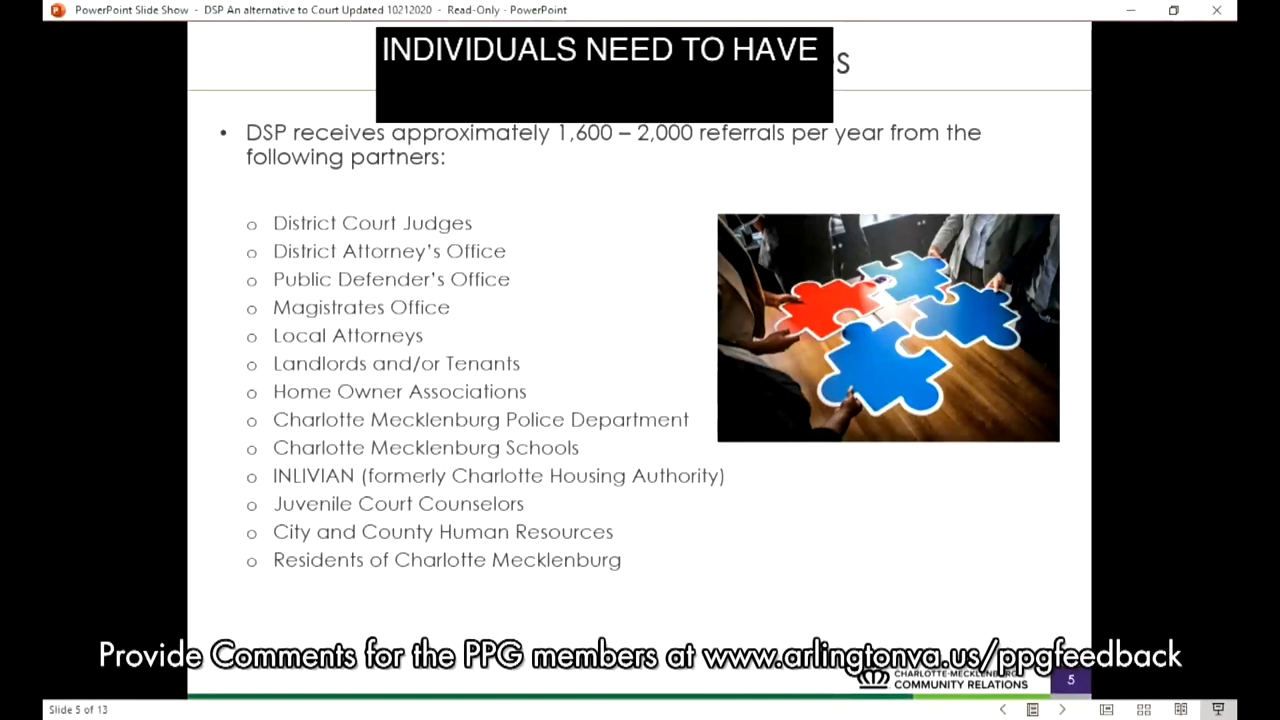 PowerPoint Slide Show - DSP An alternative to Court Updated 10212020 - Read-Only - PowerPoint
INDIVIDUALS NEED TO HAVE
• DSP receives approximately 1,600 – 2,000 referrals per year from the
following partners:
o District Court Judges
o District Attorney’s Office
o Public Defender’s Office
o Magistrates Office
o Local Attorneys
o Landlords and/or Tenants
o Home Owner Associations
o Charlotte Mecklenburg Police Department
o Charlotte Mecklenburg Schools
o INLIVIAN (formerly Charlotte Housing Authority)
o Juvenile Court Counselors
o City and County Human Resources
o Residents of Charlotte Mecklenburg
Provide Comments for the PPG members at www.arlingtonva.us/ppgfeedback
CHARLOTTE-MECKLENBURG
COMMUNITY RELATIONS
5
Slide 5 of 13